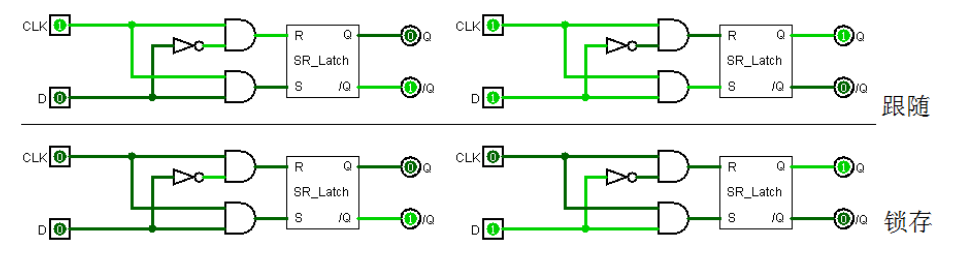 CLK 1 R Q 0 Q CLK 1 R Q 1 Q
SR_Latch SR_Latch
D 0 S /Q 1 /Q D 1 S /Q 0 /Q
跟随
CLK 0 R Q 0 Q CLK 0 R Q 1 Q
SR_Latch SR_Latch
D 0 S /Q 1 /Q D 1 S /Q 0 /Q
锁存